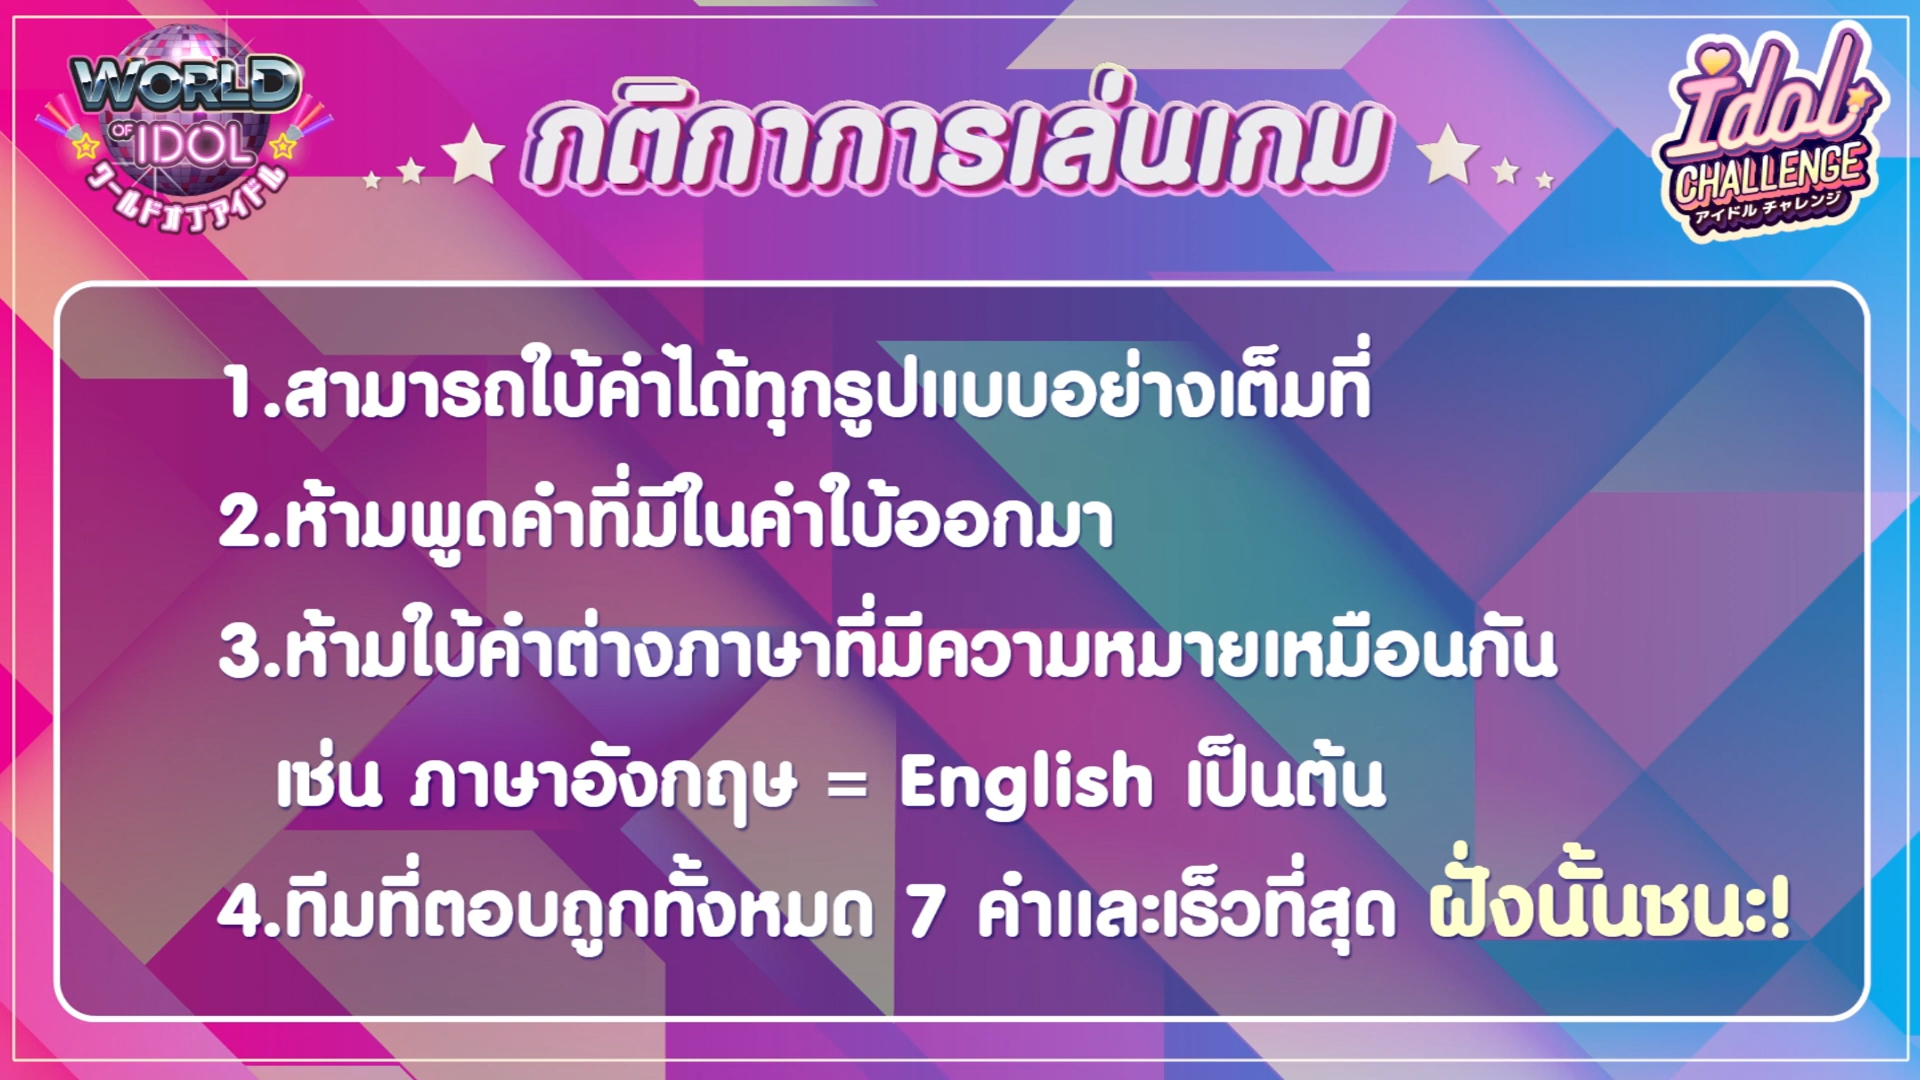 WORLD
OF IDOL
ワールドオブアイドル
กติกาการเล่นเกม
Idol
CHALLENGE
アイドル チャレンジ
1.สามารถใบ้คำได้ทุกรูปแบบอย่างเต็มที่
2.ห้ามพูดคำที่มีในคำใบ้ออกมา
3.ห้ามใบ้คำต่างภาษาที่มีความหมายเหมือนกัน
เช่น ภาษาอังกฤษ = English เป็นต้น
4.ทีมที่ตอบถูกทั้งหมด 7 คำและเร็วที่สุด ฝั่งนั้นชนะ!